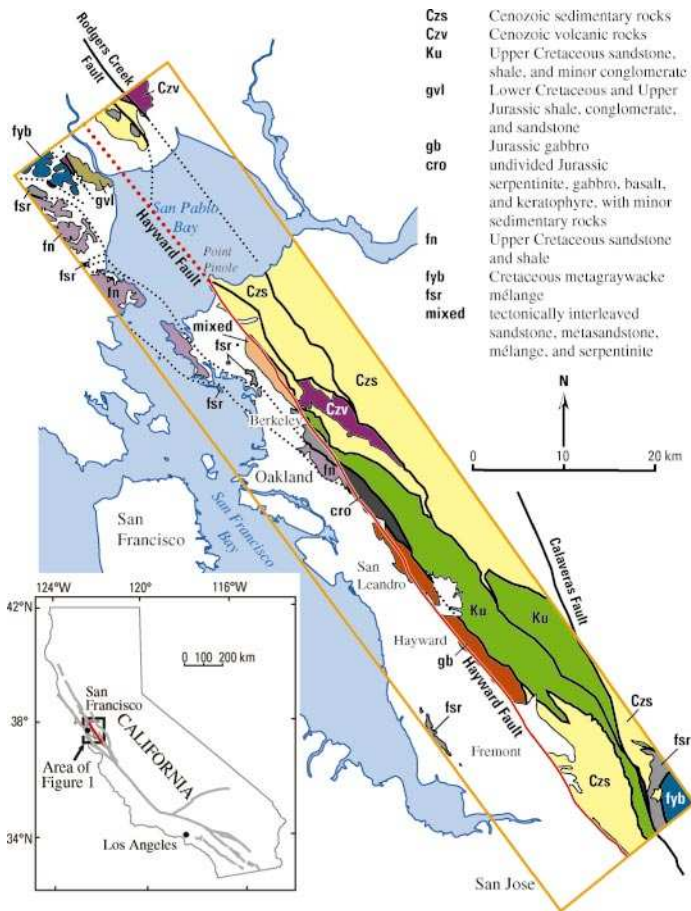 Czs Cenozoic sedimentary rocks
Czv Cenozoic volcanic rocks
Ku Upper Cretaceous sandstone,
shale, and minor conglomerate
gvl Lower Cretaceous and Upper
Jurassic shale, conglomerate,
and sandstone
gb Jurassic gabbro
cro undivided Jurassic
serpentinite, gabbro, basalt,
and keratophyre, with minor
sedimentary rocks
fn Upper Cretaceous sandstone
and shale
fyb Cretaceous metagraywacke
fsr mélange
mixed tectonically interleaved
sandstone, metasandstone,
mélange, and serpentinite
N
0 10 20 km
Rodgers Creek
Fault
Czv
fyb
gvl
fsr
fn
fsr
fn
San Pablo
Bay
Hayward Fault
Point
Pinole
Czs
mixed
fsr
Czs
fsr
Czv
Berkeley
Oakland
fn
cro
San
Francisco
San Francisco
Bay
San
Leandro
Ku
Ku
Calaveras Fault
Hayward
gb
Hayward Fault
fsr
Fremont
Czs
Czs
fsr
fyb
San Jose
124°W 120° 116°W
42°N
0 100 200 km
San
Francisco
38°
CALIFORNIA
Area of
Figure 1
34°N
Los Angeles